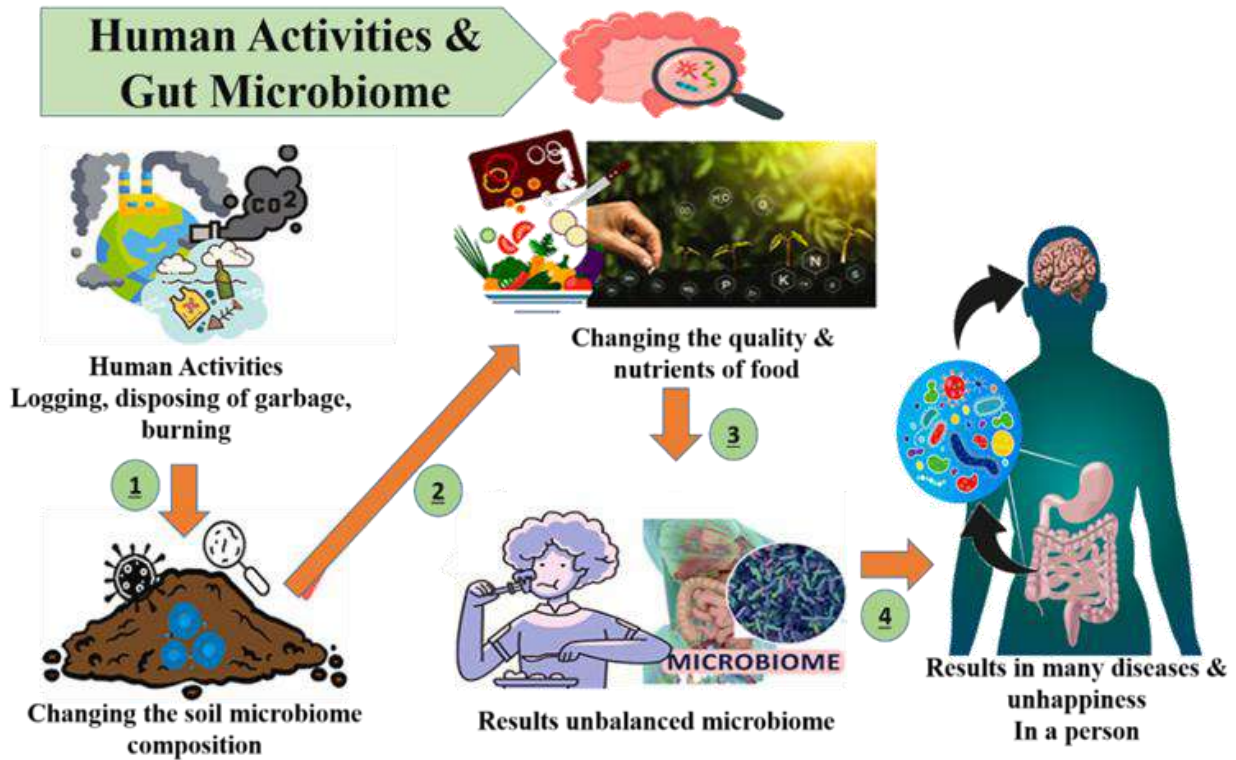 Human Activities &
Gut Microbiome
CO2
Human Activities
Logging, disposing of garbage,
burning
1
Changing the soil microbiome
composition
2
N
P
K
Changing the quality &
nutrients of food
3
MICROBIOME
Results unbalanced microbiome
4
Results in many diseases &
unhappiness
In a person